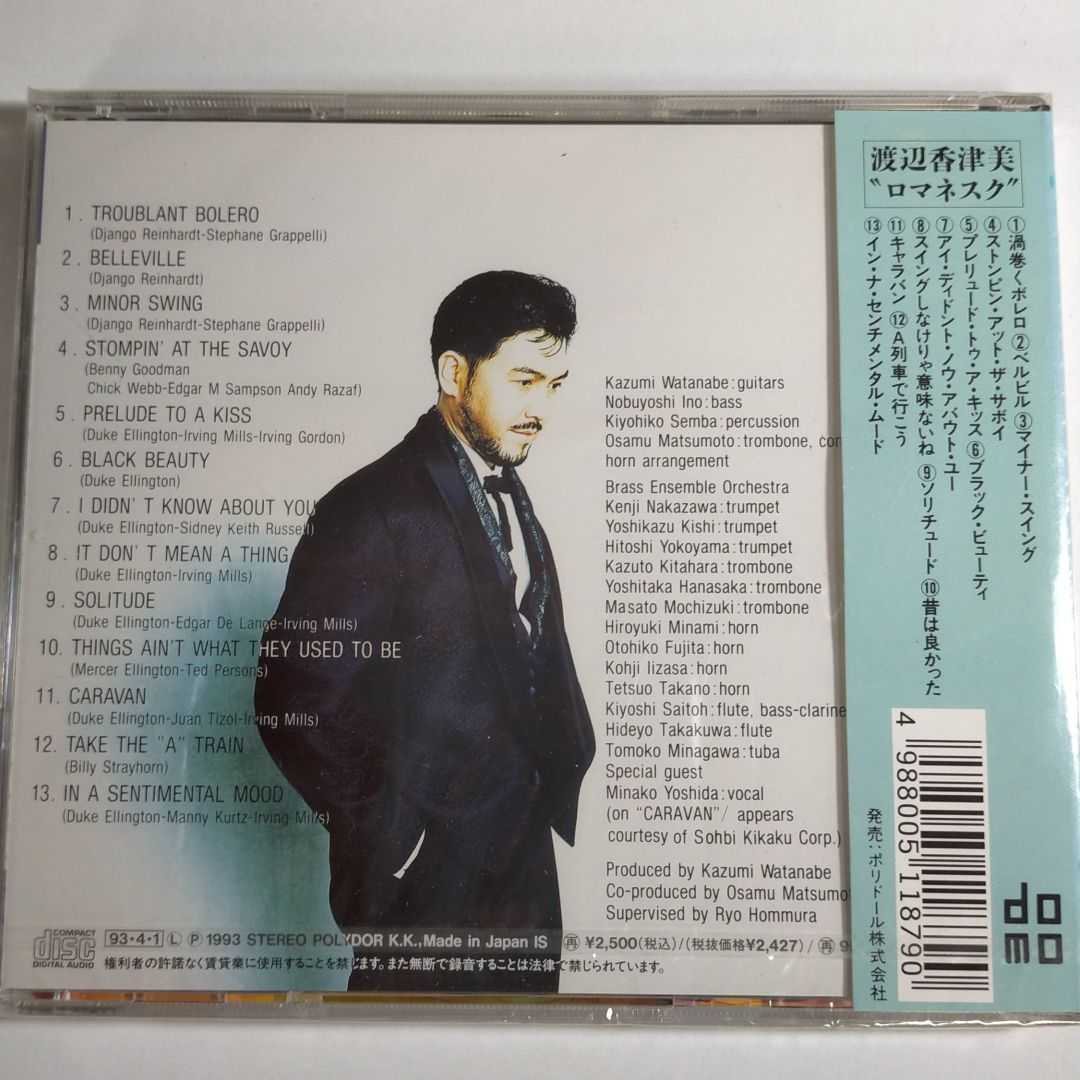 1. TROUBLANT BOLERO
(Django Reinhardt-Stephane Grappelli)
2. BELLEVILLE
(Django Reinhardt)
3. MINOR SWING
(Django Reinhardt-Stephane Grappelli)
4. STOMPIN' AT THE SAVOY
(Benny Goodman
Chick Webb-Edgar M Sampson Andy Razaf)
5. PRELUDE TO A KISS
(Duke Ellington-Irving Mills-Irving Gordon)
6. BLACK BEAUTY
(Duke Ellington)
7. I DIDN'T KNOW ABOUT YOU
(Duke Ellington-Sidney Keith Russell)
8. IT DON'T MEAN A THING
(Duke Ellington-Irving Mills)
9. SOLITUDE
(Duke Ellington-Edgar De Lange-Irving Mills)
10. THINGS AIN'T WHAT THEY USED TO BE
(Mercer Ellington-Ted Persons)
11. CARAVAN
(Duke Ellington-Juan Tizol-Irving Mills)
12. TAKE THE "A" TRAIN
(Billy Strayhorn)
13. IN A SENTIMENTAL MOOD
(Duke Ellington-Manny Kurtz-Irving Mills)
Kazumi Watanabe:guitars
Nobuyoshi Ino:bass
Kiyohiko Semba:percussion
Osamu Matsumoto:trombone, con
horn arrangement
Brass Ensemble Orchestra
Kenji Nakazawa:trumpet
Yoshikazu Kishi:trumpet
Hitoshi Yokoyama:trumpet
Kazuto Kitahara:trombone
Yoshitaka Hanasaka:trombone
Masato Mochizuki:trombone
Hiroyuki Minami:horn
Otohiko Fujita:horn
Kohji Iizasa:horn
Tetsuo Takano:horn
Kiyoshi Saitoh:flute, bass-clarine
Hideyo Takakuwa:flute
Tomoko Minagawa:tuba
Special guest
Minako Yoshida:vocal
(on "CARAVAN"/ appears
courtesy of Sohbi Kikaku Corp.)
Produced by Kazumi Watanabe
Co-produced by Osamu Matsumo
Supervised by Ryo Hommura
COMPACT disc DIGITAL AUDIO
93・4・1 Ⓛ Ⓟ 1993 STEREO POLYDOR K.K.,Made in Japan IS 再 ¥2,500(税込)/(税抜価格¥2,427)/再 9
権利者の許諾なく賃貸業に使用することを禁じます。また無断で録音することは法律で禁じられています。
渡辺香津美
"ロマネスク"
①渦巻くボレロ ②ベルビル ③マイナー・スイング
④ストンピン・アット・ザ・サボイ
⑤プレリュード・トゥ・ア・キッス ⑥ブラック・ビューティ
⑦アイ・ディドント・ノウ・アバウト・ユー
⑧スイングしなけりゃ意味ないね ⑨ソリチュード ⑩昔は良かった
⑪キャラバン ⑫A列車で行こう
⑬イン・ナ・センチメンタル・ムード
4 988005 118790
発売:ポリドール株式会社
domo